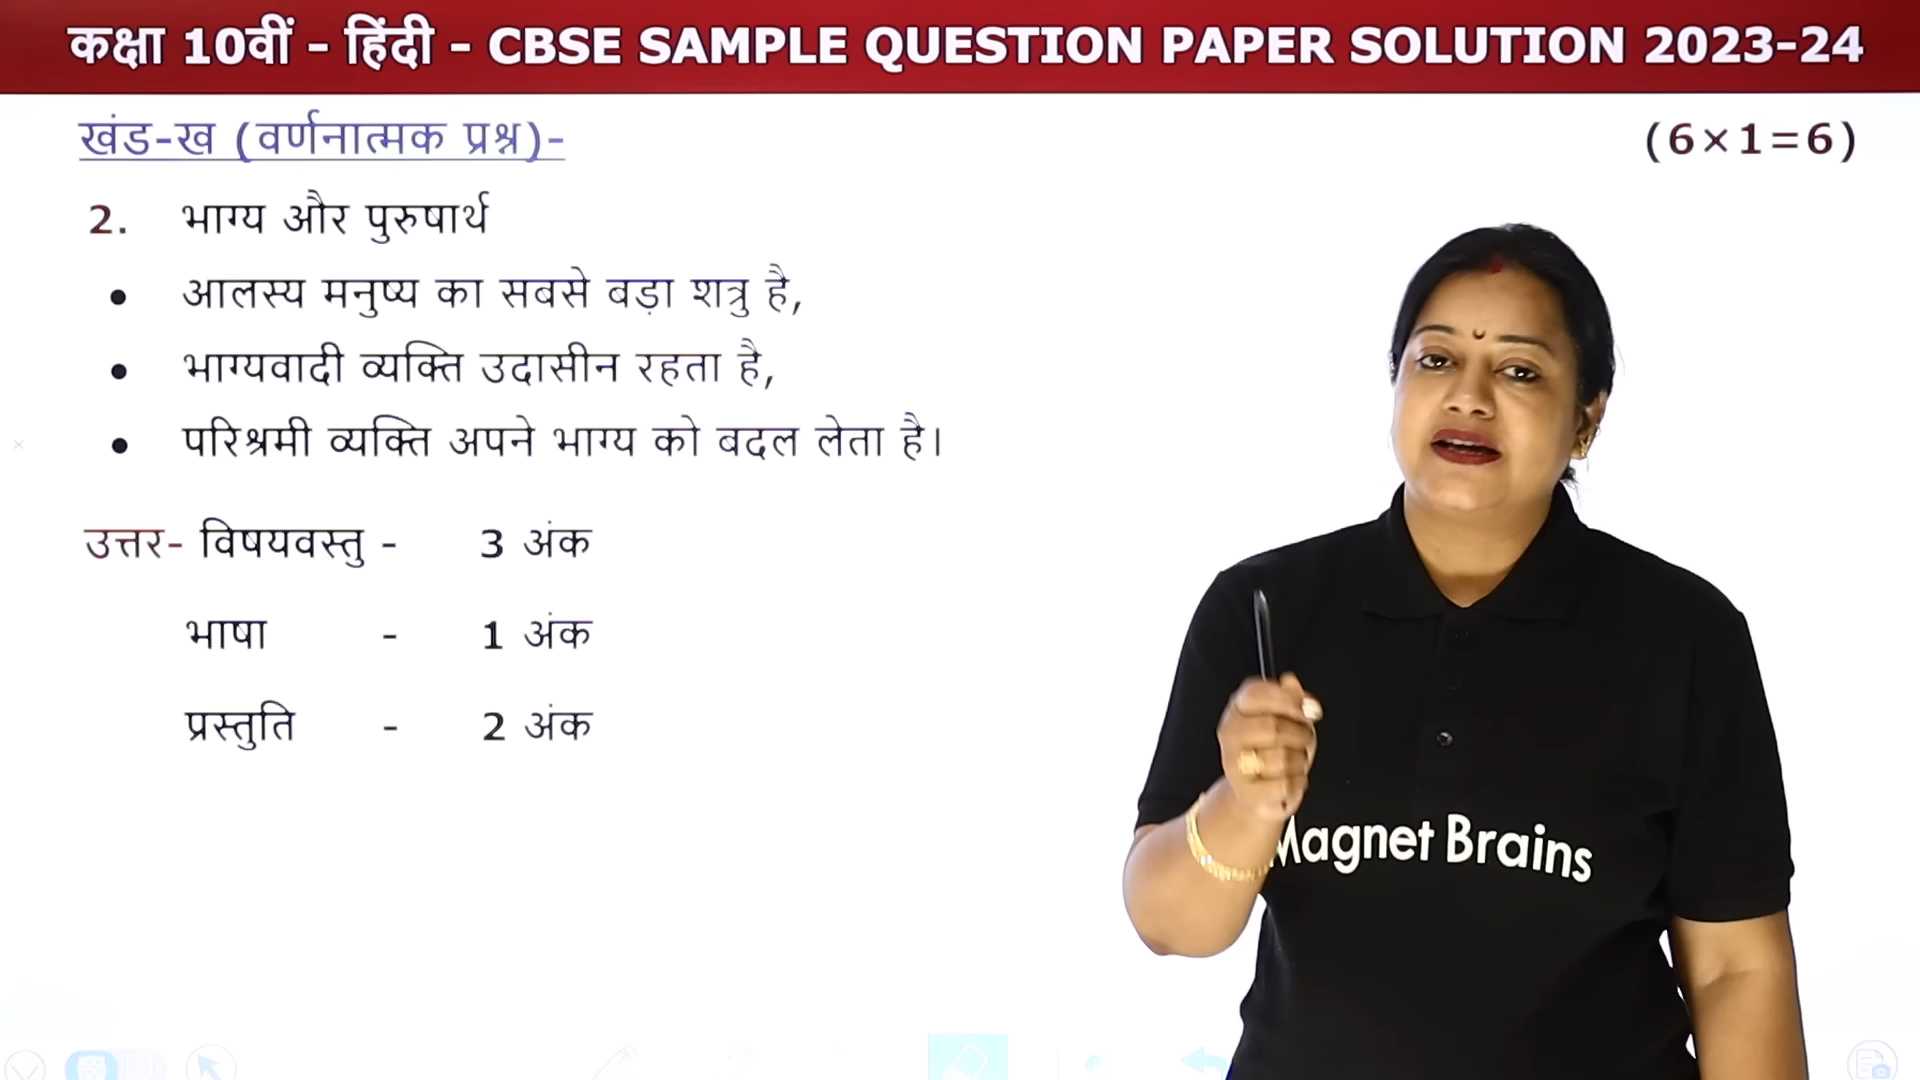 कक्षा 10वीं - हिंदी - CBSE SAMPLE QUESTION PAPER SOLUTION 2023-24
खंड-ख (वर्णनात्मक प्रश्न)- (6×1=6)
2. भाग्य और पुरुषार्थ
• आलस्य मनुष्य का सबसे बड़ा शत्रु है,
• भाग्यवादी व्यक्ति उदासीन रहता है,
• परिश्रमी व्यक्ति अपने भाग्य को बदल लेता है।
उत्तर- विषयवस्तु - 3 अंक
भाषा - 1 अंक
प्रस्तुति - 2 अंक
Magnet Brains